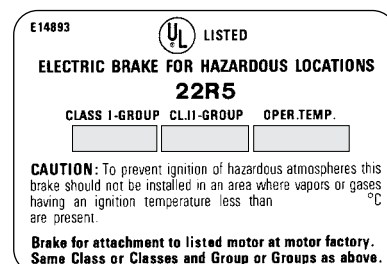 E14893
UL ® LISTED
ELECTRIC BRAKE FOR HAZARDOUS LOCATIONS
22R5
CLASS I-GROUP CL.II-GROUP OPER.TEMP.
CAUTION: To prevent ignition of hazardous atmospheres this
brake should not be installed in an area where vapors or gases
having an ignition temperature less than °C
are present.
Brake for attachment to listed motor at motor factory.
Same Class or Classes and Group or Groups as above.